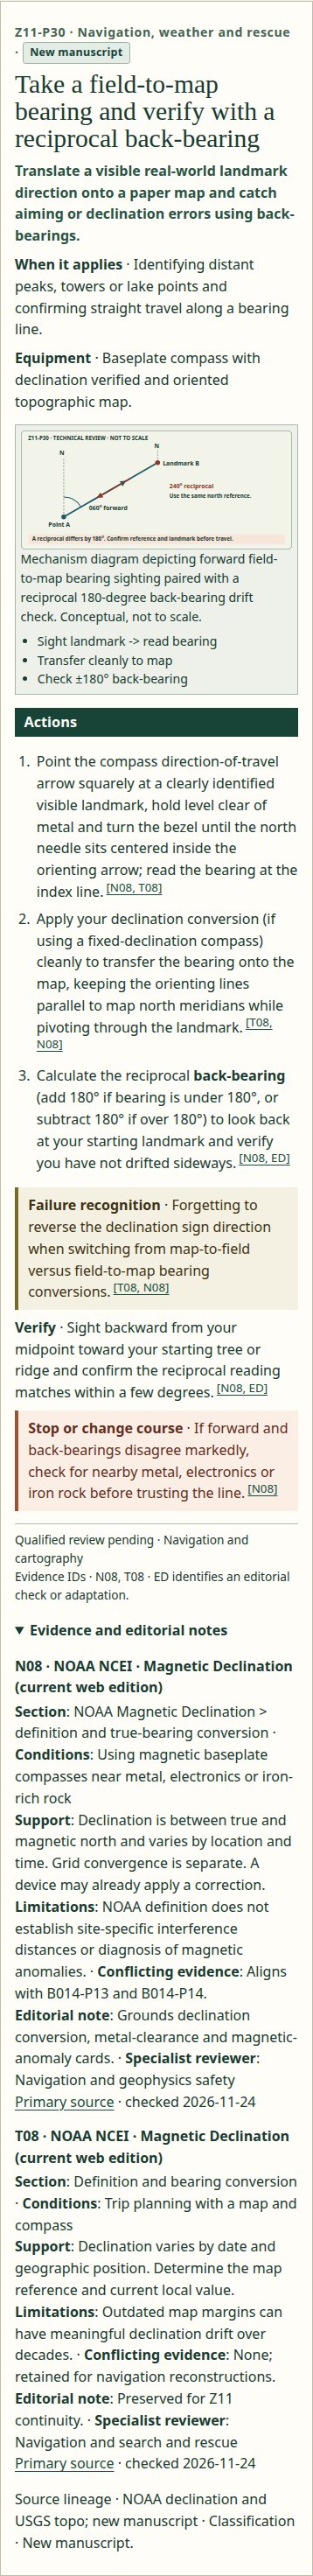 Z11-P30 · Navigation, weather and rescue
· New manuscript
Take a field-to-map
bearing and verify with a
reciprocal back-bearing
Translate a visible real-world landmark
direction onto a paper map and catch
aiming or declination errors using back-
bearings.
When it applies · Identifying distant
peaks, towers or lake points and
confirming straight travel along a bearing
line.
Equipment · Baseplate compass with
declination verified and oriented
topographic map.
Z11-P30 · TECHNICAL REVIEW · NOT TO SCALE
N
N
Landmark B
240° reciprocal
Use the same north reference.
060° forward
Point A
A reciprocal differs by 180°. Confirm reference and landmark before travel.
Mechanism diagram depicting forward field-
to-map bearing sighting paired with a
reciprocal 180-degree back-bearing drift
check. Conceptual, not to scale.
• Sight landmark -> read bearing
• Transfer cleanly to map
• Check ±180° back-bearing
Actions
1. Point the compass direction-of-travel
arrow squarely at a clearly identified
visible landmark, hold level clear of
metal and turn the bezel until the north
needle sits centered inside the
orienting arrow; read the bearing at the
index line. [N08, T08]
2. Apply your declination conversion (if
using a fixed-declination compass)
cleanly to transfer the bearing onto the
map, keeping the orienting lines
parallel to map north meridians while
pivoting through the landmark. [T08,
N08]
3. Calculate the reciprocal back-bearing
(add 180° if bearing is under 180°, or
subtract 180° if over 180°) to look back
at your starting landmark and verify
you have not drifted sideways. [N08, ED]
Failure recognition · Forgetting to
reverse the declination sign direction
when switching from map-to-field
versus field-to-map bearing
conversions. [T08, N08]
Verify · Sight backward from your
midpoint toward your starting tree or
ridge and confirm the reciprocal reading
matches within a few degrees. [N08, ED]
Stop or change course · If forward and
back-bearings disagree markedly,
check for nearby metal, electronics or
iron rock before trusting the line. [N08]
Qualified review pending · Navigation and
cartography
Evidence IDs · N08, T08 · ED identifies an editorial
check or adaptation.
▼ Evidence and editorial notes
N08 · NOAA NCEI · Magnetic Declination
(current web edition)
Section: NOAA Magnetic Declination >
definition and true-bearing conversion ·
Conditions: Using magnetic baseplate
compasses near metal, electronics or iron-
rich rock
Support: Declination is between true and
magnetic north and varies by location and
time. Grid convergence is separate. A
device may already apply a correction.
Limitations: NOAA definition does not
establish site-specific interference
distances or diagnosis of magnetic
anomalies. · Conflicting evidence: Aligns
with B014-P13 and B014-P14.
Editorial note: Grounds declination
conversion, metal-clearance and magnetic-
anomaly cards. · Specialist reviewer:
Navigation and geophysics safety
Primary source · checked 2026-11-24
T08 · NOAA NCEI · Magnetic Declination
(current web edition)
Section: Definition and bearing conversion
· Conditions: Trip planning with a map and
compass
Support: Declination varies by date and
geographic position. Determine the map
reference and current local value.
Limitations: Outdated map margins can
have meaningful declination drift over
decades. · Conflicting evidence: None;
retained for navigation reconstructions.
Editorial note: Preserved for Z11
continuity. · Specialist reviewer:
Navigation and search and rescue
Primary source · checked 2026-11-24
Source lineage · NOAA declination and
USGS topo; new manuscript · Classification
· New manuscript.